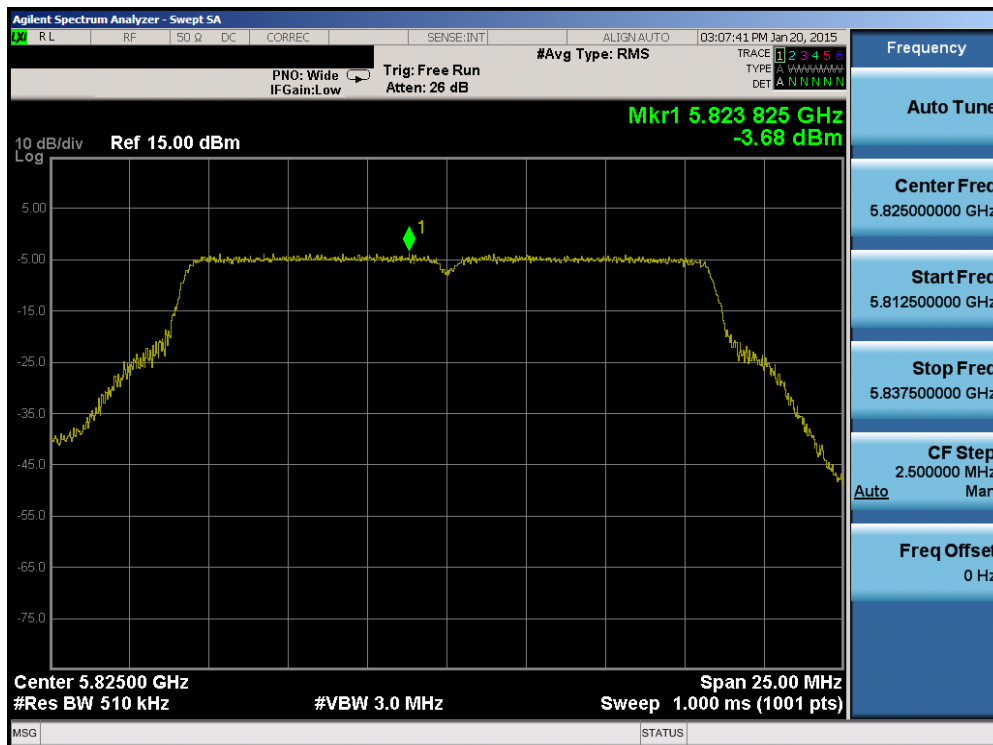 Agilent Spectrum Analyzer - Swept SA
LXI RL RF 50 Ω DC CORREC SENSE:INT ALIGN AUTO 03:07:41 PM Jan 20, 2015
#Avg Type: RMS
TRACE 1 2 3 4 5 6
TYPE A WWWWW
DET A N N N N N
PNO: Wide
IFGain:Low
Trig: Free Run
Atten: 26 dB
Mkr1 5.823 825 GHz
-3.68 dBm
10 dB/div
Log
Ref 15.00 dBm
1
5.00
-5.00
-15.0
-25.0
-35.0
-45.0
-55.0
-65.0
-75.0
Center 5.82500 GHz
Span 25.00 MHz
#Res BW 510 kHz
#VBW 3.0 MHz
Sweep 1.000 ms (1001 pts)
MSG
STATUS
Frequency
Auto Tune
Center Freq
5.825000000 GHz
Start Freq
5.812500000 GHz
Stop Freq
5.837500000 GHz
CF Step
2.500000 MHz
Auto Man
Freq Offset
0 Hz